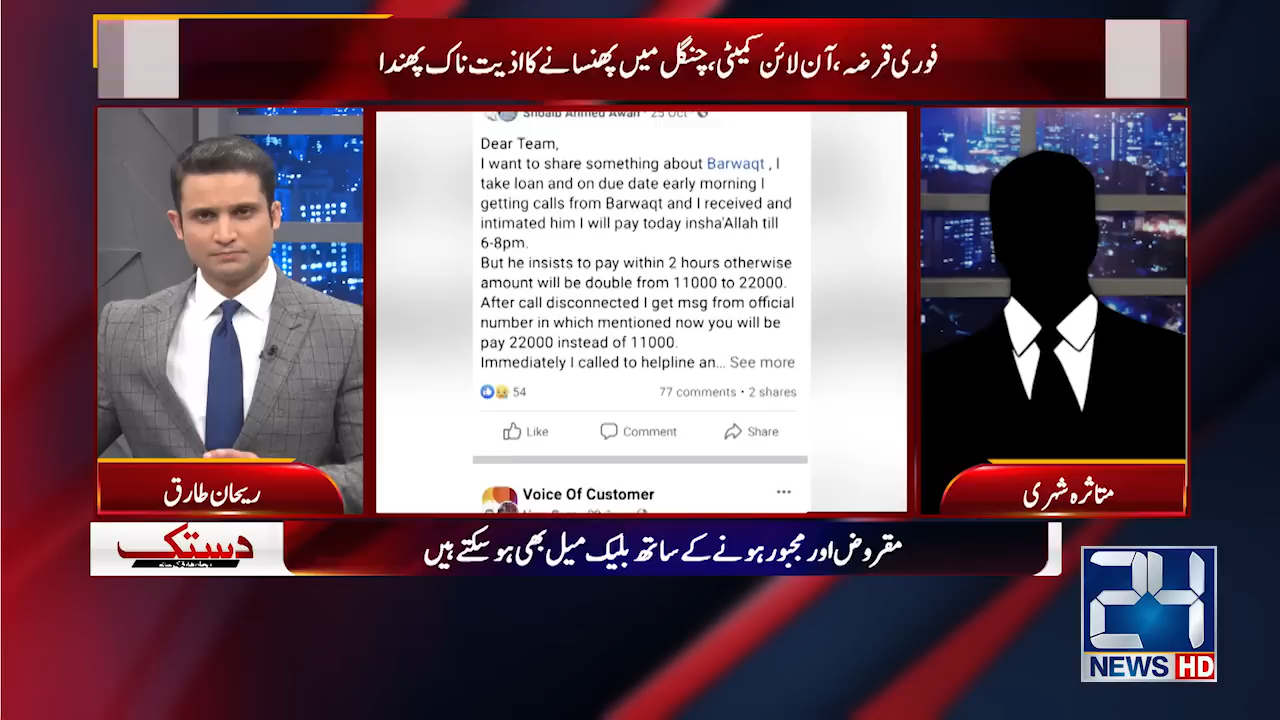 فوری قرضہ، آن لائن کمیٹی، چنگل میں پھنسانے کا اذیت ناک پھندا
Shoaib Ahmed Awan · 25 Oct
Dear Team,
I want to share something about Barwaqt , I
take loan and on due date early morning I
getting calls from Barwaqt and I received and
intimated him I will pay today insha'Allah till
6-8pm.
But he insists to pay within 2 hours otherwise
amount will be double from 11000 to 22000.
After call disconnected I get msg from official
number in which mentioned now you will be
pay 22000 instead of 11000.
Immediately I called to helpline an... See more
54
77 comments • 2 shares
Like
Comment
Share
Voice Of Customer
ریحان طارق
متاثرہ شہری
دستک
مقروض اور مجبور ہونے کے ساتھ بلیک میل بھی ہو سکتے ہیں
24
NEWS HD